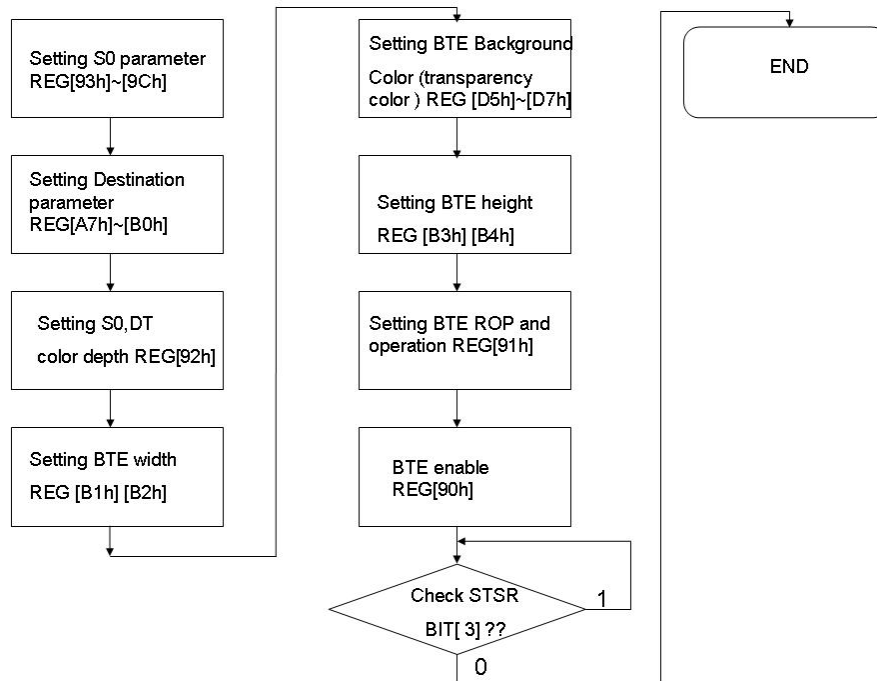 Setting S0 parameter
REG[93h]~[9Ch]
Setting Destination
parameter
REG[A7h]~[B0h]
Setting S0,DT
color depth REG[92h]
Setting BTE width
REG [B1h] [B2h]
Setting BTE Background
Color (transparency
color ) REG [D5h]~[D7h]
Setting BTE height
REG [B3h] [B4h]
Setting BTE ROP and
operation REG[91h]
BTE enable
REG[90h]
Check STSR
BIT[ 3] ??
1
0
END